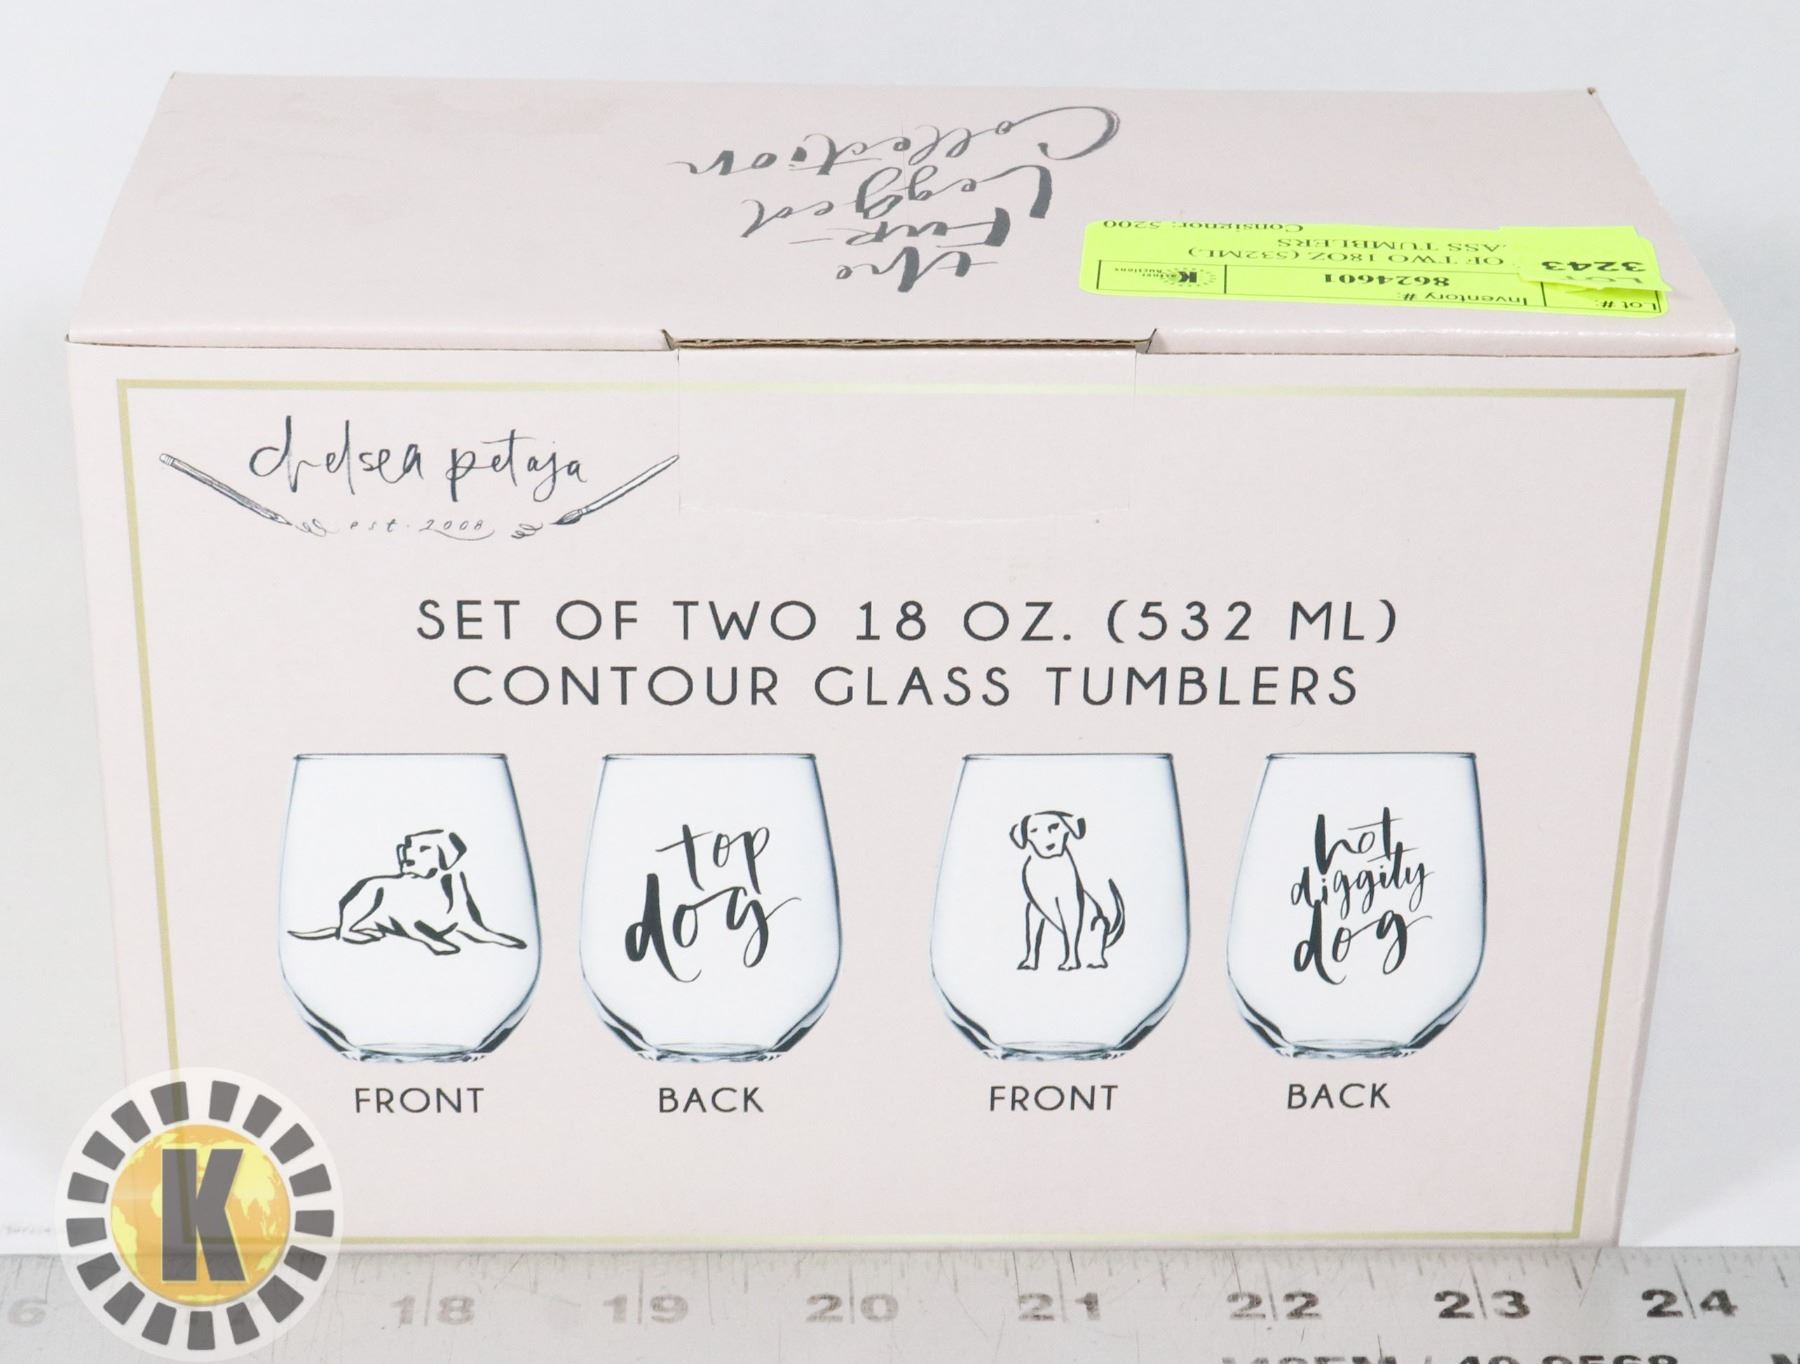 the
Fur-
Legged
Collection
Lot #:
Inventory #:
3243
8624601
OF TWO 18OZ (532ML)
ASS TUMBLERS
Consignor: 5200
chelsea petaja
est. 2008
SET OF TWO 18 OZ. (532 ML)
CONTOUR GLASS TUMBLERS
top
dog
hot
diggity
dog
FRONT BACK FRONT BACK
K
6 18 19 20 21 22 23 24